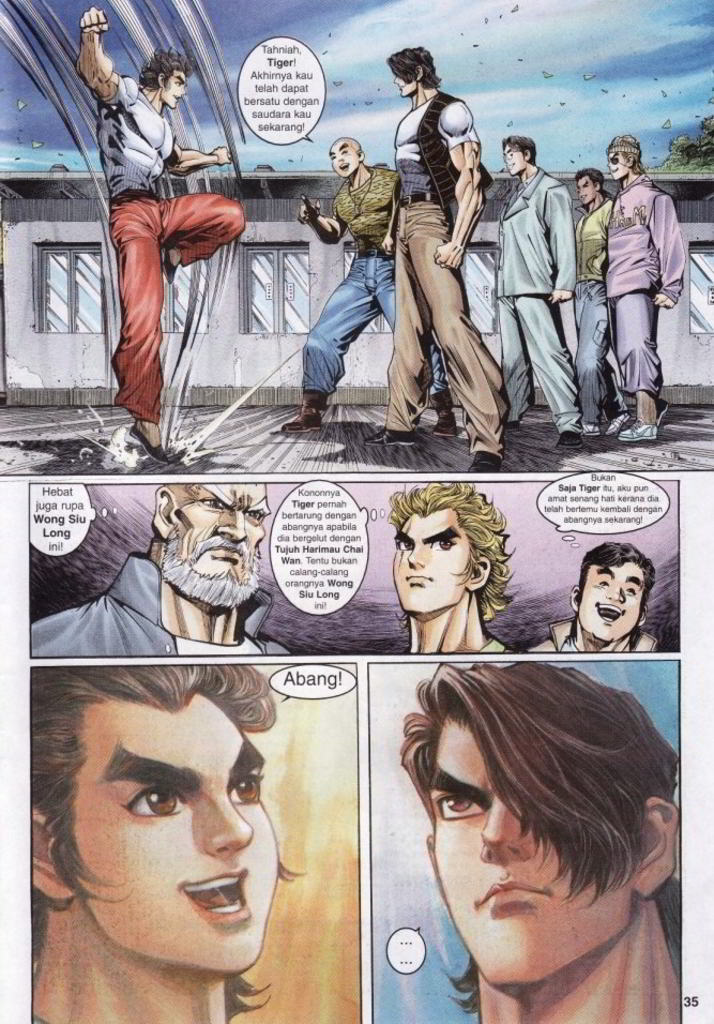 Tahniah,
Tiger!
Akhirnya kau
telah dapat
bersatu dengan
saudara kau
sekarang!
Hebat
juga rupa
Wong Siu
Long
ini!
Kononnya
Tiger pernah
bertarung dengan
abangnya apabila
dia bergelut dengan
Tujuh Harimau Chai
Wan. Tentu bukan
calang-calang
orangnya Wong
Siu Long
ini!
Bukan
Saja Tiger itu, aku pun
amat senang hati kerana dia
telah bertemu kembali dengan
abangnya sekarang!
Abang!
...
...
35